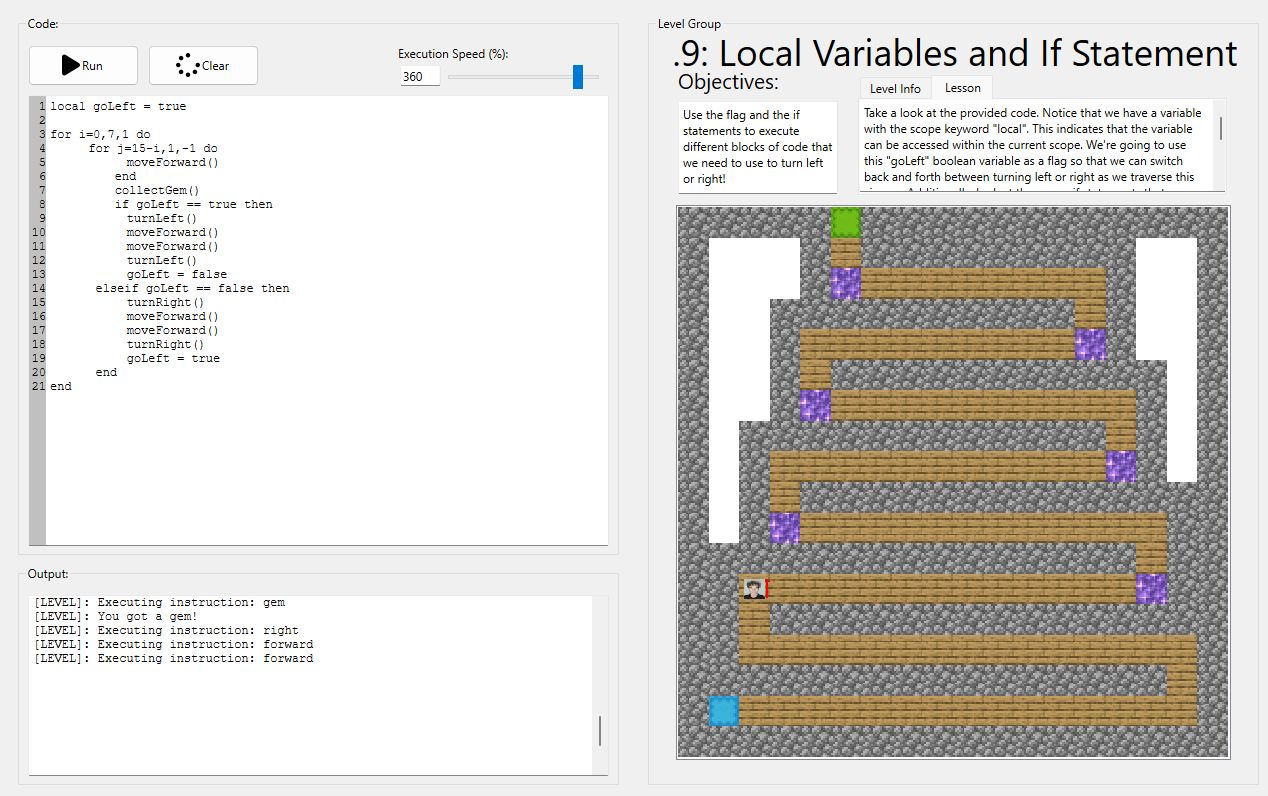 Code:
Run
Clear
Execution Speed (%):
360
1 local goLeft = true
2
3 for i=0,7,1 do
4 for j=15-i,1,-1 do
5 moveForward()
6 end
7 collectGem()
8 if goLeft == true then
9 turnLeft()
10 moveForward()
11 moveForward()
12 turnLeft()
13 goLeft = false
14 elseif goLeft == false then
15 turnRight()
16 moveForward()
17 moveForward()
18 turnRight()
19 goLeft = true
20 end
21 end
Output:
[LEVEL]: Executing instruction: gem
[LEVEL]: You got a gem!
[LEVEL]: Executing instruction: right
[LEVEL]: Executing instruction: forward
[LEVEL]: Executing instruction: forward
Level Group
.9: Local Variables and If Statement
Objectives:
Use the flag and the if
statements to execute
different blocks of code that
we need to use to turn left
or right!
Level Info
Lesson
Take a look at the provided code. Notice that we have a variable
with the scope keyword "local". This indicates that the variable
can be accessed within the current scope. We're going to use
this "goLeft" boolean variable as a flag so that we can switch
back and forth between turning left or right as we traverse this